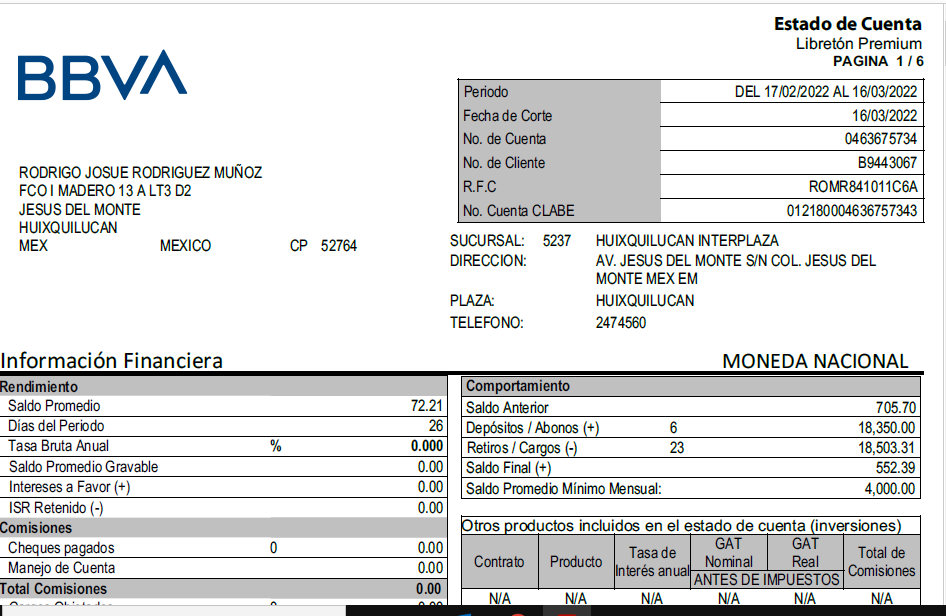 Estado de Cuenta
Libretón Premium
PAGINA 1 / 6
BBVA
Periodo DEL 17/02/2022 AL 16/03/2022
Fecha de Corte 16/03/2022
No. de Cuenta 0463675734
No. de Cliente B9443067
R.F.C ROMR841011C6A
No. Cuenta CLABE 012180004636757343
RODRIGO JOSUE RODRIGUEZ MUÑOZ
FCO I MADERO 13 A LT3 D2
JESUS DEL MONTE
HUIXQUILUCAN
MEX MEXICO CP 52764
SUCURSAL: 5237 HUIXQUILUCAN INTERPLAZA
DIRECCION: AV. JESUS DEL MONTE S/N COL. JESUS DEL
MONTE MEX EM
PLAZA: HUIXQUILUCAN
TELEFONO: 2474560
Información Financiera MONEDA NACIONAL
Rendimiento
Saldo Promedio 72.21
Días del Periodo 26
Tasa Bruta Anual % 0.000
Saldo Promedio Gravable 0.00
Intereses a Favor (+) 0.00
ISR Retenido (-) 0.00
Comisiones
Cheques pagados 0 0.00
Manejo de Cuenta 0.00
Total Comisiones 0.00
Comportamiento
Saldo Anterior 705.70
Depósitos / Abonos (+) 6 18,350.00
Retiros / Cargos (-) 23 18,503.31
Saldo Final (+) 552.39
Saldo Promedio Mínimo Mensual: 4,000.00
Otros productos incluidos en el estado de cuenta (inversiones)
Contrato Producto Tasa de Interés anual GAT Nominal GAT Real Total de Comisiones
ANTES DE IMPUESTOS
N/A N/A N/A N/A N/A N/A